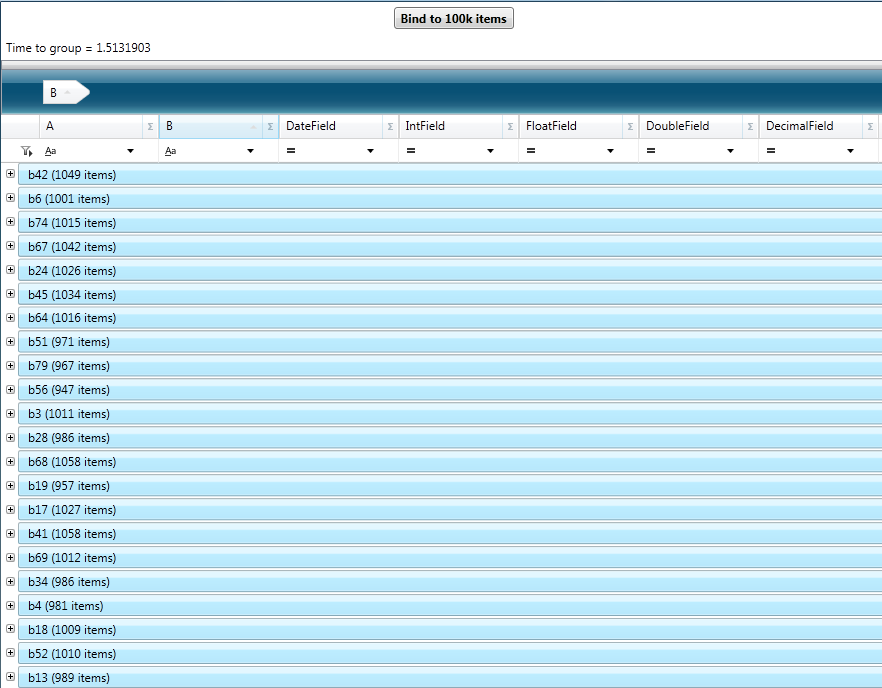 Bind to 100k items
Time to group = 1.5131903
B
A Σ B Σ DateField Σ IntField Σ FloatField Σ DoubleField Σ DecimalField Σ
Aa Aa = = = = =
b42 (1049 items)
b6 (1001 items)
b74 (1015 items)
b67 (1042 items)
b24 (1026 items)
b45 (1034 items)
b64 (1016 items)
b51 (971 items)
b79 (967 items)
b56 (947 items)
b3 (1011 items)
b28 (986 items)
b68 (1058 items)
b19 (957 items)
b17 (1027 items)
b41 (1058 items)
b69 (1012 items)
b34 (986 items)
b4 (981 items)
b18 (1009 items)
b52 (1010 items)
b13 (989 items)